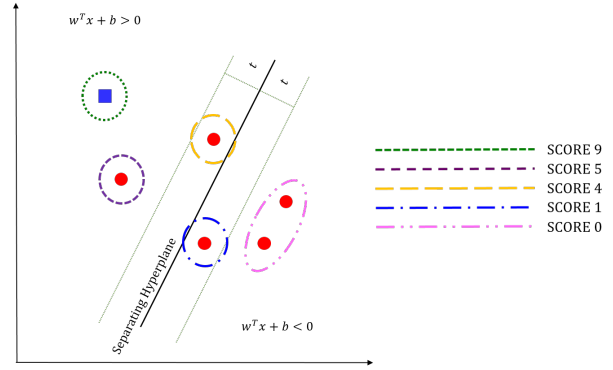 w^T x + b > 0
t
t
SCORE 9
SCORE 5
SCORE 4
SCORE 1
SCORE 0
Separating Hyperplane
w^T x + b < 0